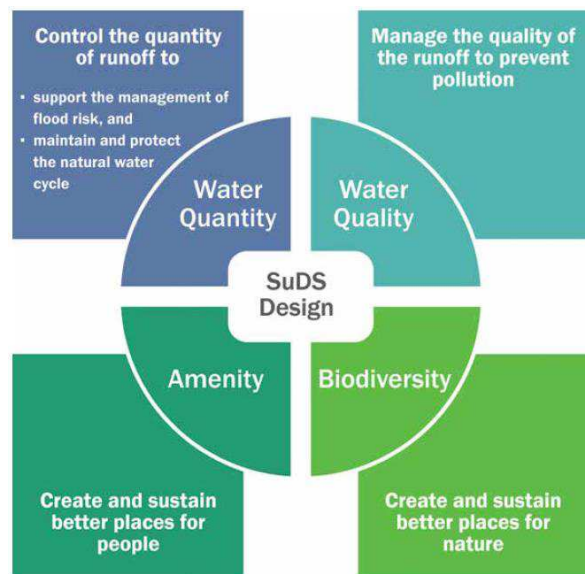 Control the quantity
of runoff to
• support the management of
flood risk, and
• maintain and protect
the natural water
cycle
Manage the quality of
the runoff to prevent
pollution
Water
Quantity
Water
Quality
SuDS
Design
Amenity
Biodiversity
Create and sustain
better places for
people
Create and sustain
better places for
nature